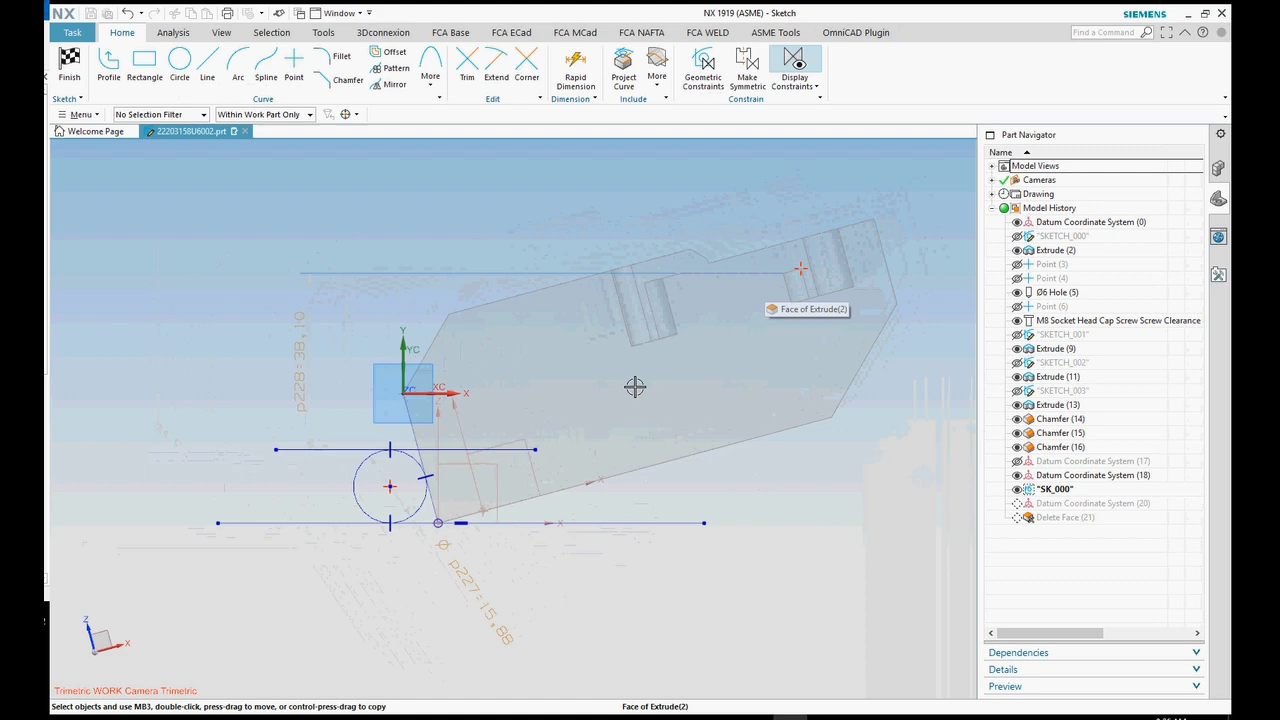 NX
Window
NX 1919 (ASME) - Sketch
SIEMENS
Task
Home
Analysis
View
Selection
Tools
3Dconnexion
FCA Base
FCA ECad
FCA MCad
FCA NAFTA
FCA WELD
ASME Tools
OmniCAD Plugin
Find a Command
Finish
Profile
Rectangle
Circle
Line
Arc
Spline
Point
Fillet
Chamfer
Offset
Pattern
Mirror
More
Trim
Extend
Corner
Rapid Dimension
Project Curve
More
Geometric Constraints
Make Symmetric
Display Constraints
Sketch
Curve
Edit
Dimension
Include
Constraint
Menu
No Selection Filter
Within Work Part Only
Welcome Page
22203158U6002.prt
Part Navigator
Name
Model Views
Cameras
Drawing
Model History
Datum Coordinate System (0)
"SKETCH_000"
Extrude (2)
Point (3)
Point (4)
Ø6 Hole (5)
Point (6)
M8 Socket Head Cap Screw Screw Clearance
"SKETCH_001"
Extrude (9)
"SKETCH_002"
Extrude (11)
"SKETCH_003"
Extrude (13)
Chamfer (14)
Chamfer (15)
Chamfer (16)
Datum Coordinate System (17)
Datum Coordinate System (18)
"SK_000"
Datum Coordinate System (20)
Delete Face (21)
Face of Extrude(2)
p228=38,10
Y
YC
ZC
XC
X
Z
X
X
Ø p227=15,88
Z
X
Trimetric WORK Camera Trimetric
Dependencies
Details
Preview
Select objects and use MB3, double-click, press-drag to move, or control-press-drag to copy
Face of Extrude(2)